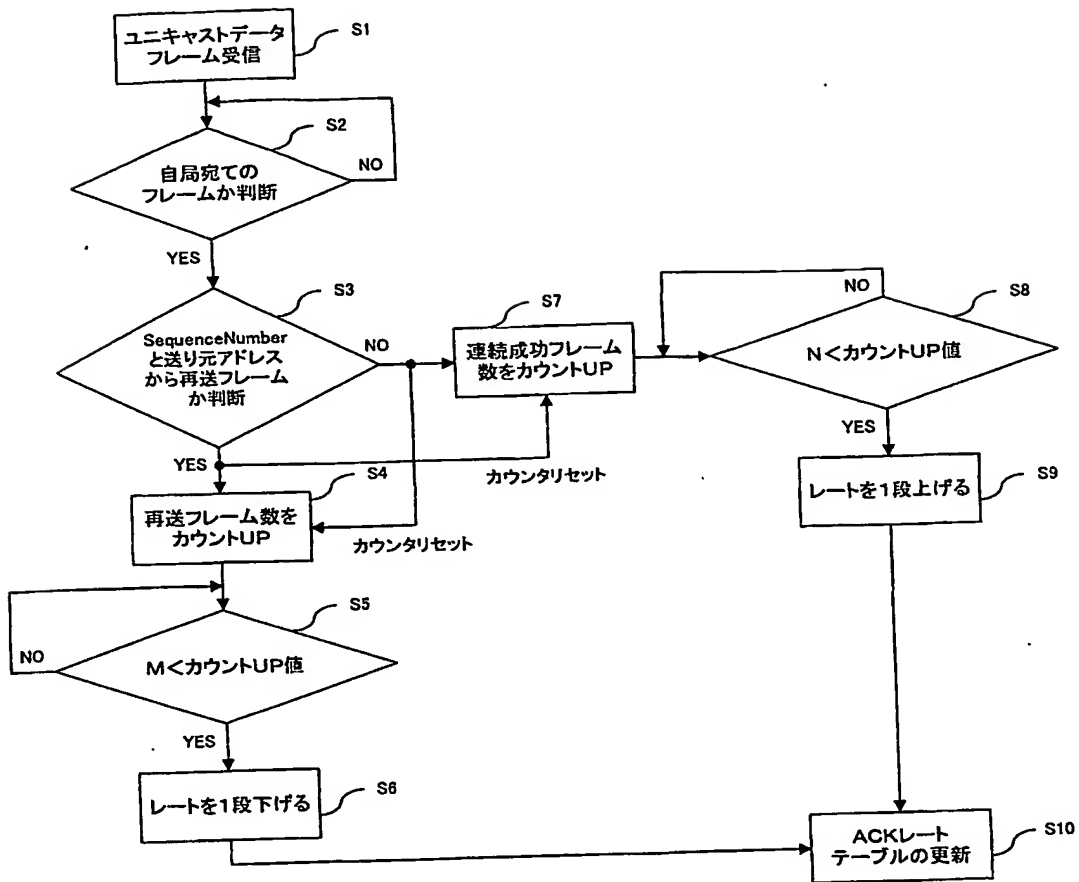 ユニキャストデータ
フレーム受信
S1
S2
自局宛ての
フレームか判断
NO
YES
S3
SequenceNumber
と送り元アドレス
から再送フレーム
か判断
NO
YES
S7
連続成功フレーム
数をカウントUP
カウンタリセット
NO
S8
N<カウントUP値
YES
S4
再送フレーム数を
カウントUP
カウンタリセット
レートを1段上げる
S9
S5
M<カウントUP値
NO
YES
レートを1段下げる
S6
ACKレート
テーブルの更新
S10